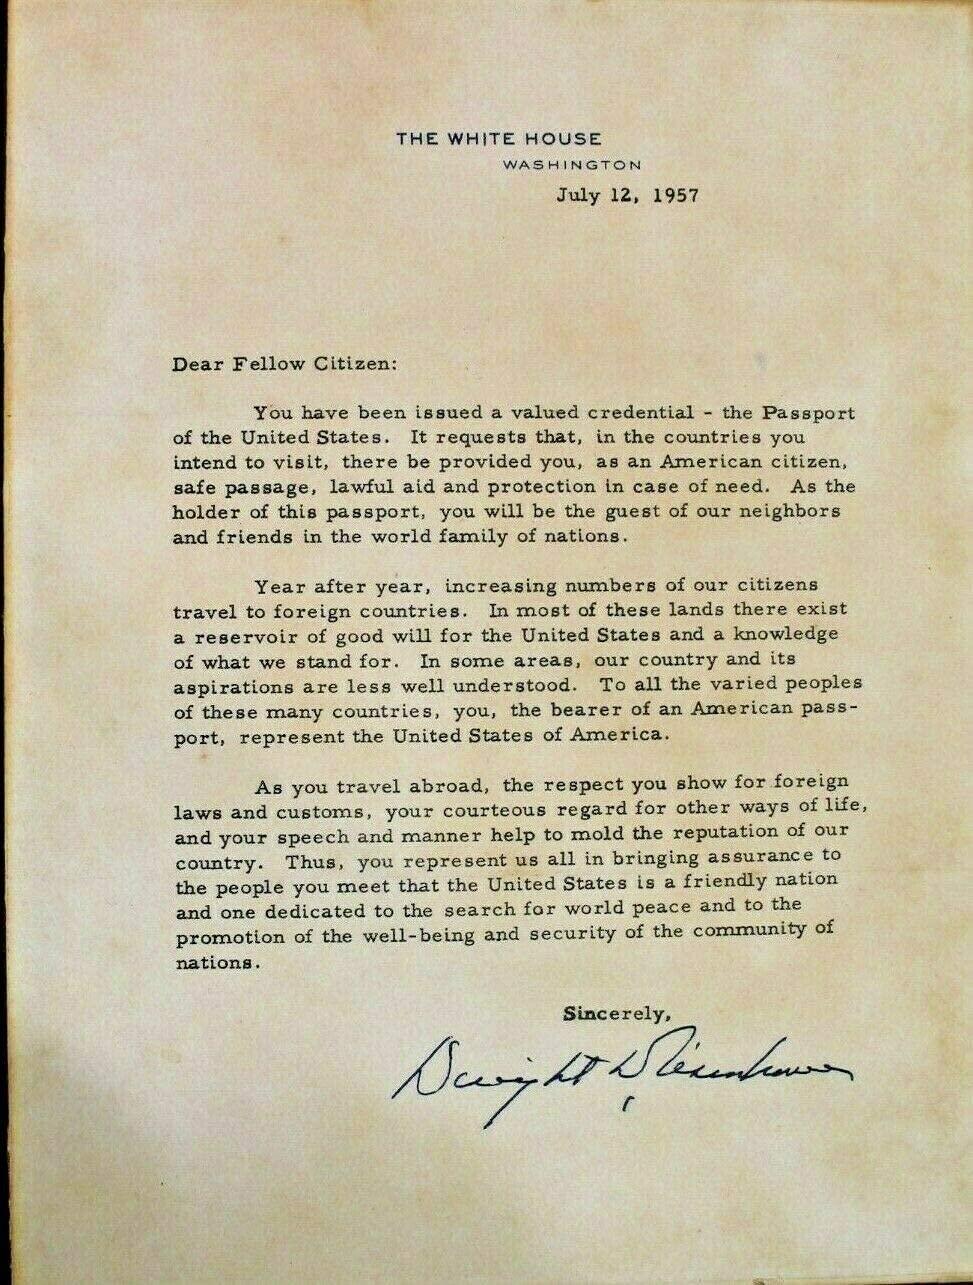 THE WHITE HOUSE
WASHINGTON
July 12, 1957
Dear Fellow Citizen:
You have been issued a valued credential - the Passport
of the United States. It requests that, in the countries you
intend to visit, there be provided you, as an American citizen,
safe passage, lawful aid and protection in case of need. As the
holder of this passport, you will be the guest of our neighbors
and friends in the world family of nations.
Year after year, increasing numbers of our citizens
travel to foreign countries. In most of these lands there exist
a reservoir of good will for the United States and a knowledge
of what we stand for. In some areas, our country and its
aspirations are less well understood. To all the varied peoples
of these many countries, you, the bearer of an American pass-
port, represent the United States of America.
As you travel abroad, the respect you show for foreign
laws and customs, your courteous regard for other ways of life,
and your speech and manner help to mold the reputation of our
country. Thus, you represent us all in bringing assurance to
the people you meet that the United States is a friendly nation
and one dedicated to the search for world peace and to the
promotion of the well-being and security of the community of
nations.
Sincerely,
Dwight D. Eisenhower